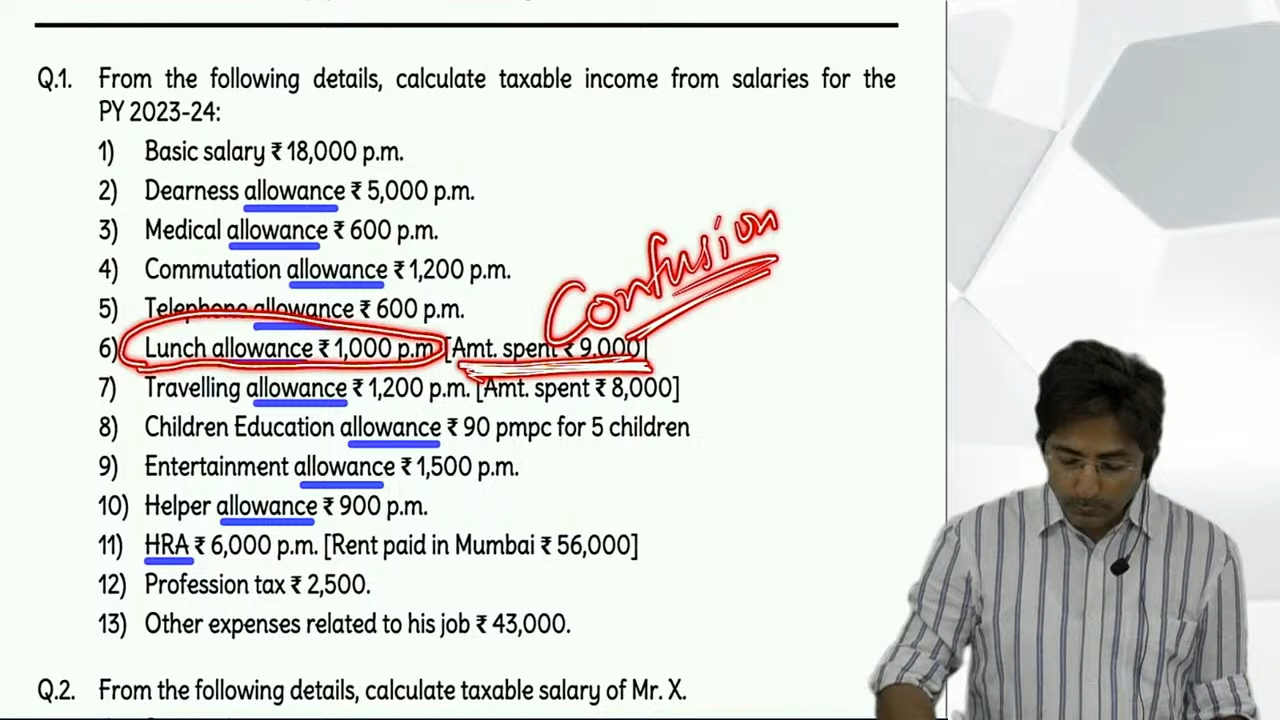 Q.1. From the following details, calculate taxable income from salaries for the
PY 2023-24:
1) Basic salary ₹ 18,000 p.m.
2) Dearness allowance ₹ 5,000 p.m.
3) Medical allowance ₹ 600 p.m.
4) Commutation allowance ₹ 1,200 p.m.
5) Telephone allowance ₹ 600 p.m.
Confusion
6) Lunch allowance ₹ 1,000 p.m. [Amt. spent ₹ 9,000]
7) Travelling allowance ₹ 1,200 p.m. [Amt. spent ₹ 8,000]
8) Children Education allowance ₹ 90 pmpc for 5 children
9) Entertainment allowance ₹ 1,500 p.m.
10) Helper allowance ₹ 900 p.m.
11) HRA ₹ 6,000 p.m. [Rent paid in Mumbai ₹ 56,000]
12) Profession tax ₹ 2,500.
13) Other expenses related to his job ₹ 43,000.
Q.2. From the following details, calculate taxable salary of Mr. X.